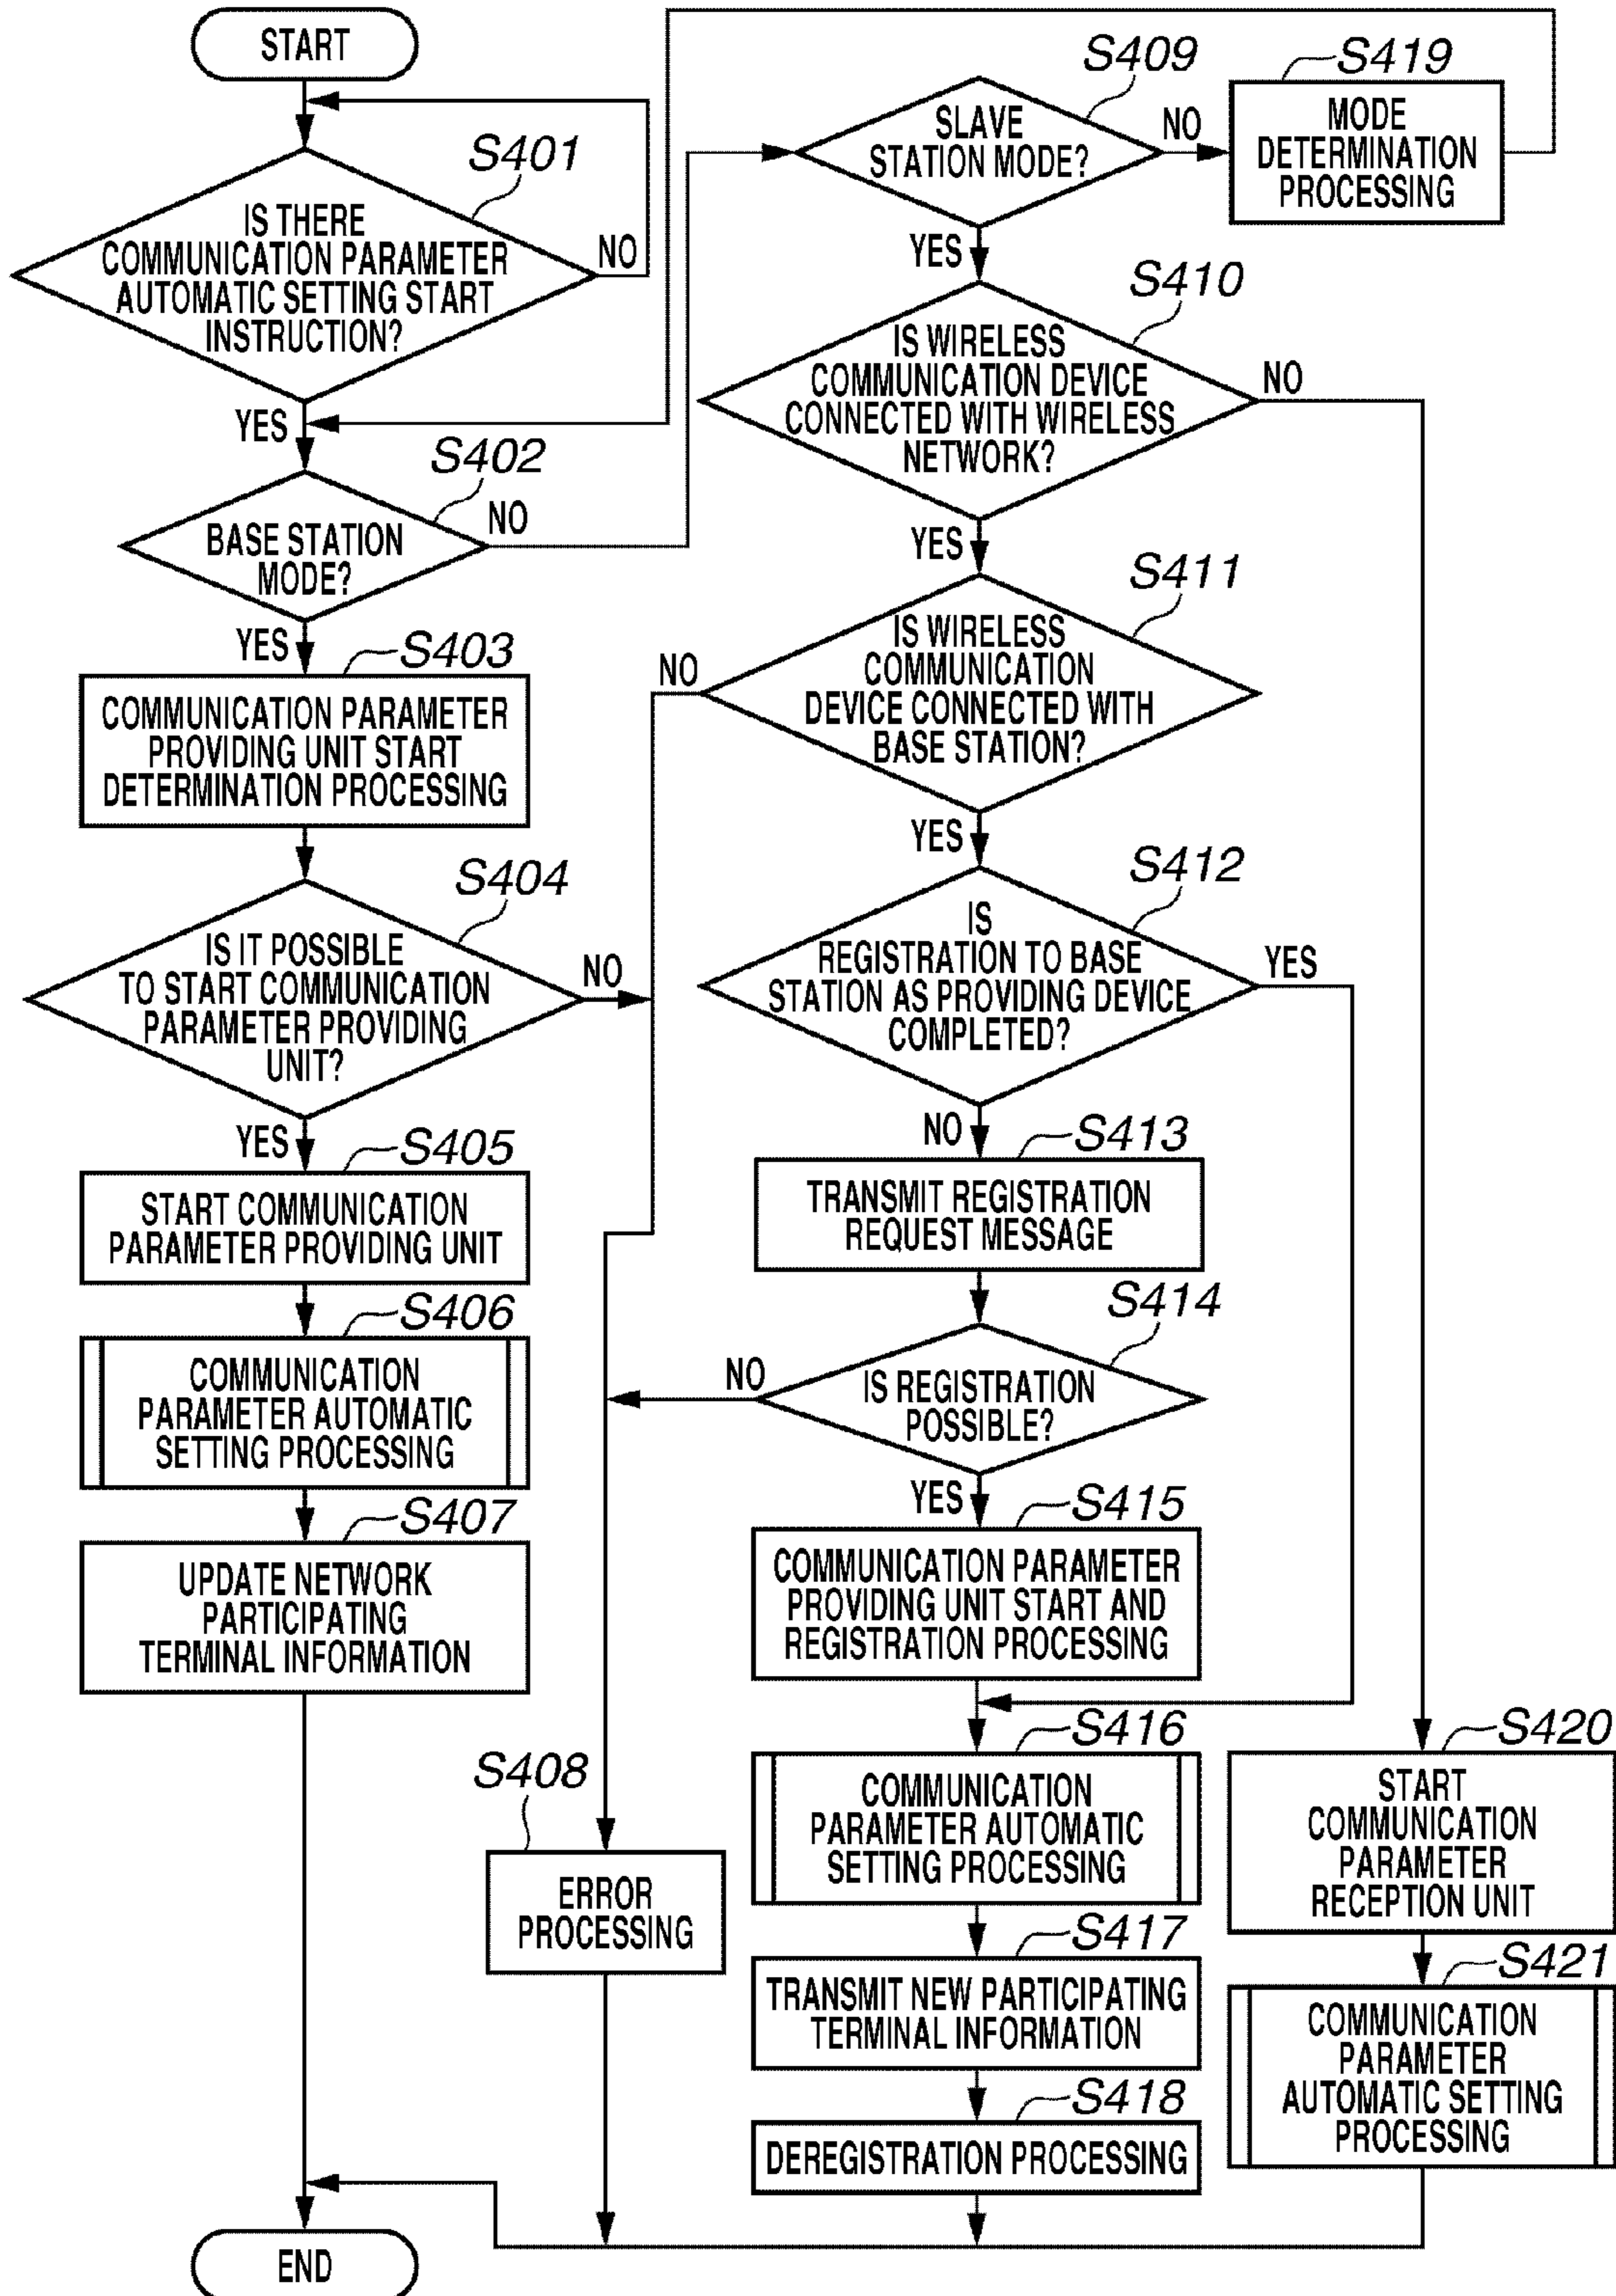 START
S401
IS THERE
COMMUNICATION PARAMETER
AUTOMATIC SETTING START
INSTRUCTION?
NO
YES
S402
BASE STATION
MODE?
NO
YES
S403
COMMUNICATION PARAMETER
PROVIDING UNIT START
DETERMINATION PROCESSING
S404
IS IT POSSIBLE
TO START COMMUNICATION
PARAMETER PROVIDING
UNIT?
NO
YES
S405
START COMMUNICATION
PARAMETER PROVIDING UNIT
S406
COMMUNICATION
PARAMETER AUTOMATIC
SETTING PROCESSING
S407
UPDATE NETWORK
PARTICIPATING
TERMINAL INFORMATION
S408
ERROR
PROCESSING
END
S409
SLAVE
STATION MODE?
NO
YES
S419
MODE
DETERMINATION
PROCESSING
S410
IS WIRELESS
COMMUNICATION DEVICE
CONNECTED WITH WIRELESS
NETWORK?
NO
YES
S411
IS WIRELESS
COMMUNICATION
DEVICE CONNECTED WITH
BASE STATION?
NO
YES
S412
IS
REGISTRATION TO BASE
STATION AS PROVIDING DEVICE
COMPLETED?
YES
NO
S413
TRANSMIT REGISTRATION
REQUEST MESSAGE
S414
IS REGISTRATION
POSSIBLE?
NO
YES
S415
COMMUNICATION PARAMETER
PROVIDING UNIT START AND
REGISTRATION PROCESSING
S416
COMMUNICATION
PARAMETER AUTOMATIC
SETTING PROCESSING
S417
TRANSMIT NEW PARTICIPATING
TERMINAL INFORMATION
S418
DEREGISTRATION PROCESSING
S420
START
COMMUNICATION
PARAMETER
RECEPTION UNIT
S421
COMMUNICATION
PARAMETER
AUTOMATIC SETTING
PROCESSING